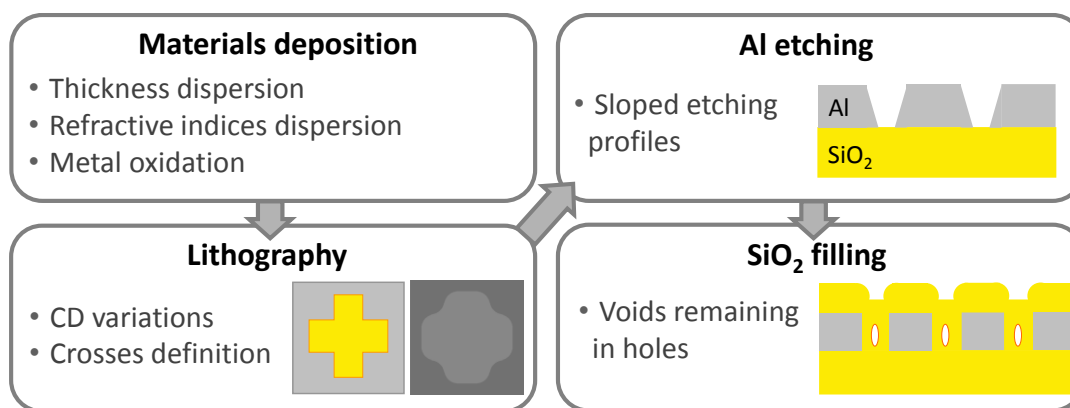 Materials deposition
• Thickness dispersion
• Refractive indices dispersion
• Metal oxidation
Lithography
• CD variations
• Crosses definition
Al etching
• Sloped etching
profiles
Al
SiO₂
SiO₂ filling
• Voids remaining
in holes